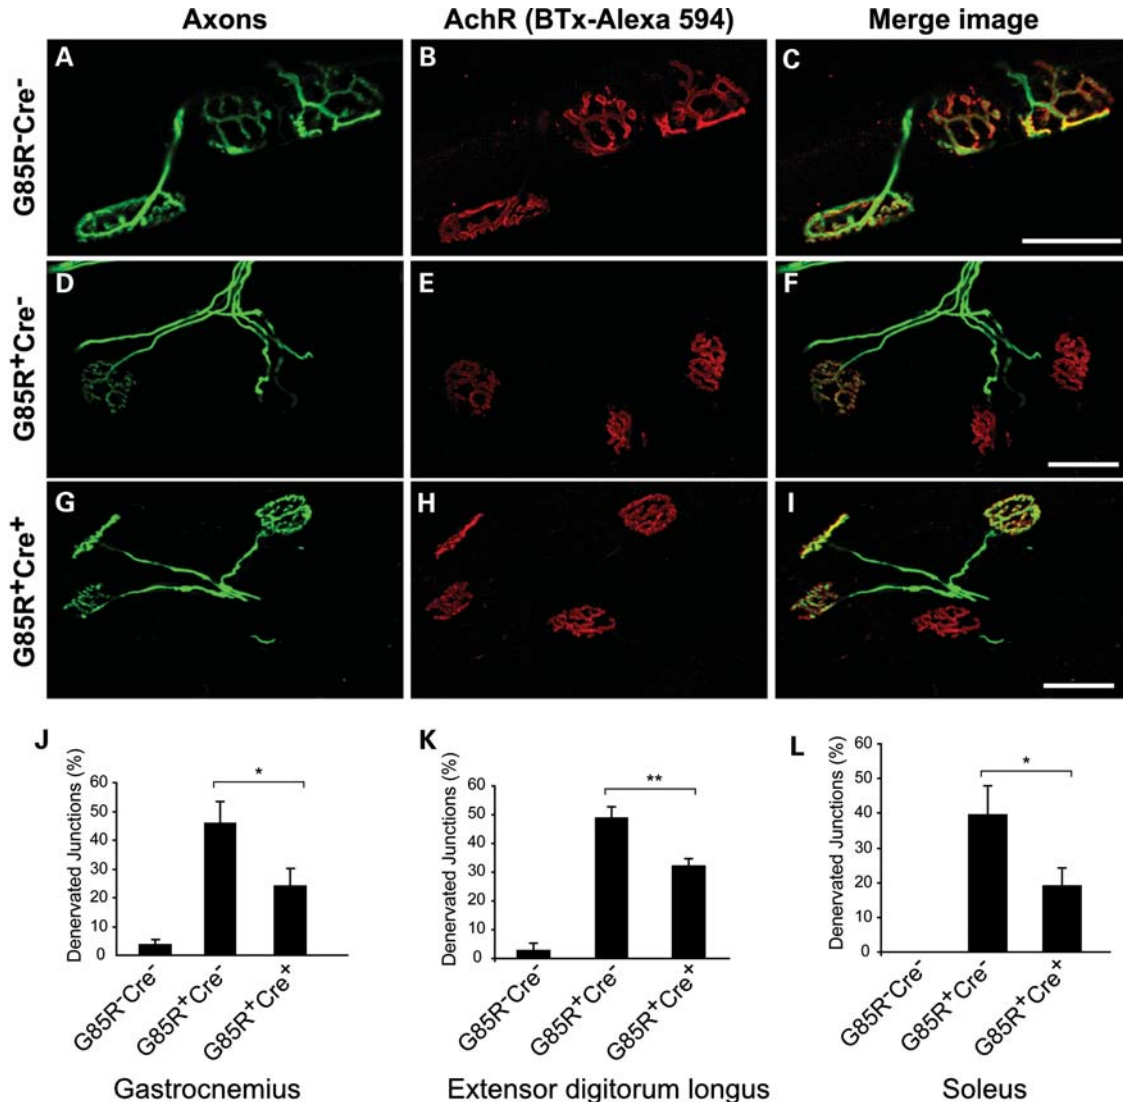 Axons
AchR (BTx-Alexa 594)
Merge image
G85R-Cre-
A
B
C
G85R+Cre-
D
E
F
G85R+Cre+
G
H
I
J
Denervated Junctions (%)
60
50
40
30
20
10
0
*
G85R-Cre-
G85R+Cre-
G85R+Cre+
Gastrocnemius
K
Denervated Junctions (%)
60
50
40
30
20
10
0
**
G85R-Cre-
G85R+Cre-
G85R+Cre+
Extensor digitorum longus
L
Denervated Junctions (%)
60
50
40
30
20
10
0
*
G85R-Cre-
G85R+Cre-
G85R+Cre+
Soleus